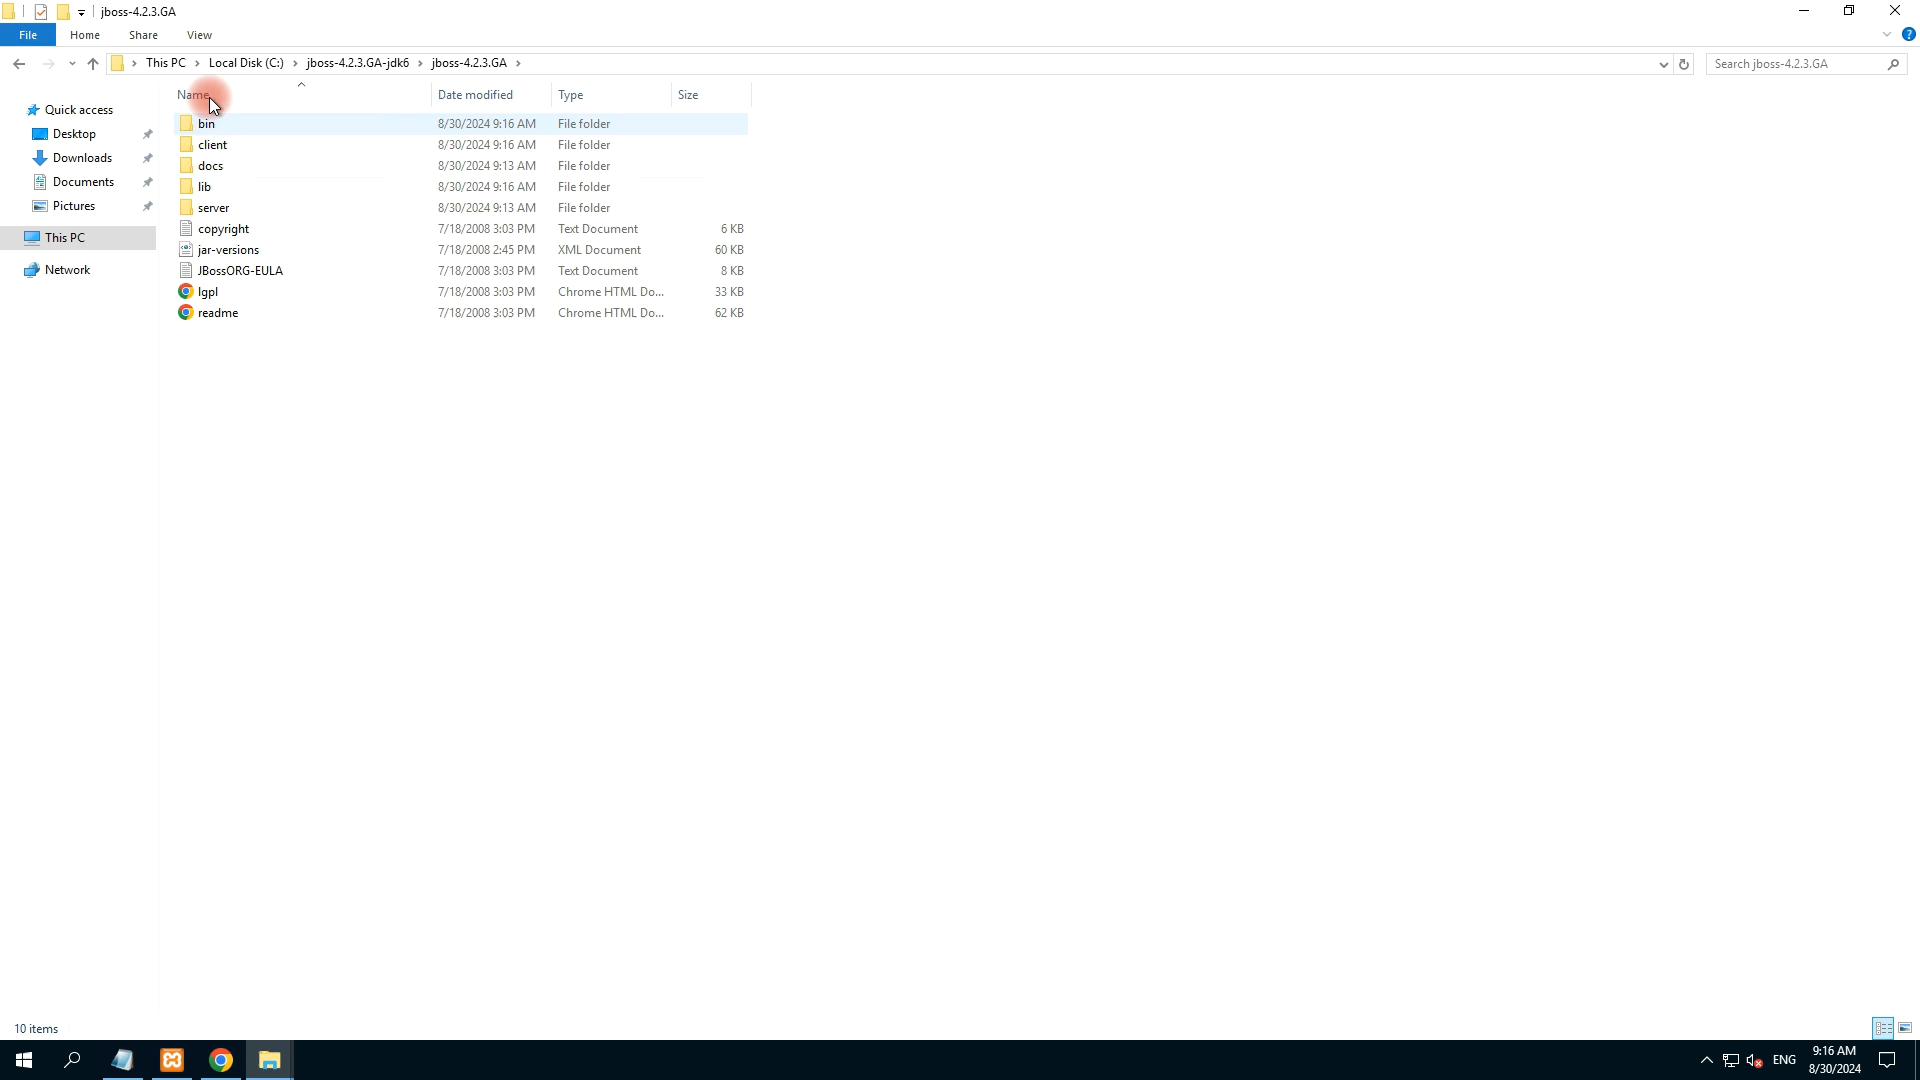 jboss-4.2.3.GA
File Home Share View
This PC Local Disk (C:) jboss-4.2.3.GA-jdk6 jboss-4.2.3.GA Search jboss-4.2.3.GA
Name Date modified Type Size
Quick access
Desktop
Downloads
Documents
Pictures
This PC
Network
bin 8/30/2024 9:16 AM File folder
client 8/30/2024 9:16 AM File folder
docs 8/30/2024 9:13 AM File folder
lib 8/30/2024 9:16 AM File folder
server 8/30/2024 9:13 AM File folder
copyright 7/18/2008 3:03 PM Text Document 6 KB
jar-versions 7/18/2008 2:45 PM XML Document 60 KB
JBossORG-EULA 7/18/2008 3:03 PM Text Document 8 KB
lgpl 7/18/2008 3:03 PM Chrome HTML Do... 33 KB
readme 7/18/2008 3:03 PM Chrome HTML Do... 62 KB
10 items
ENG
9:16 AM
8/30/2024